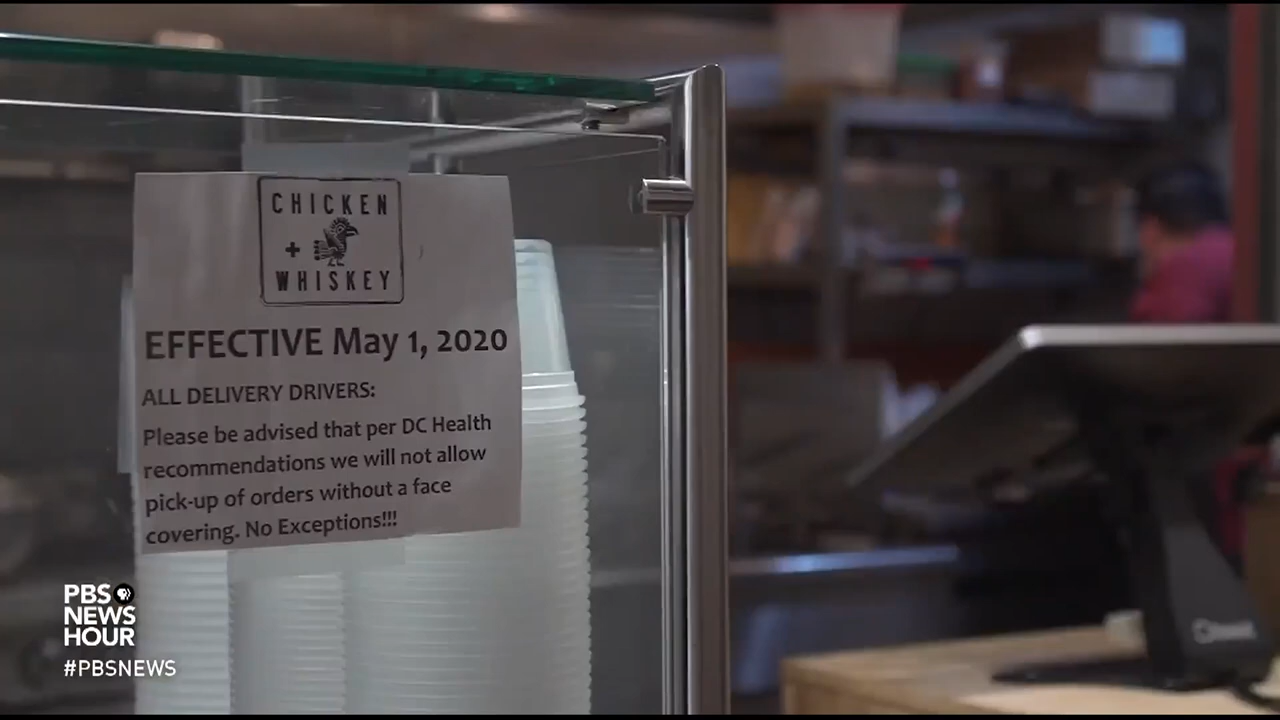 CHICKEN
+
WHISKEY
EFFECTIVE May 1, 2020
ALL DELIVERY DRIVERS:
Please be advised that per DC Health
recommendations we will not allow
pick-up of orders without a face
covering. No Exceptions!!!
PBS
NEWS
HOUR
#PBSNEWS